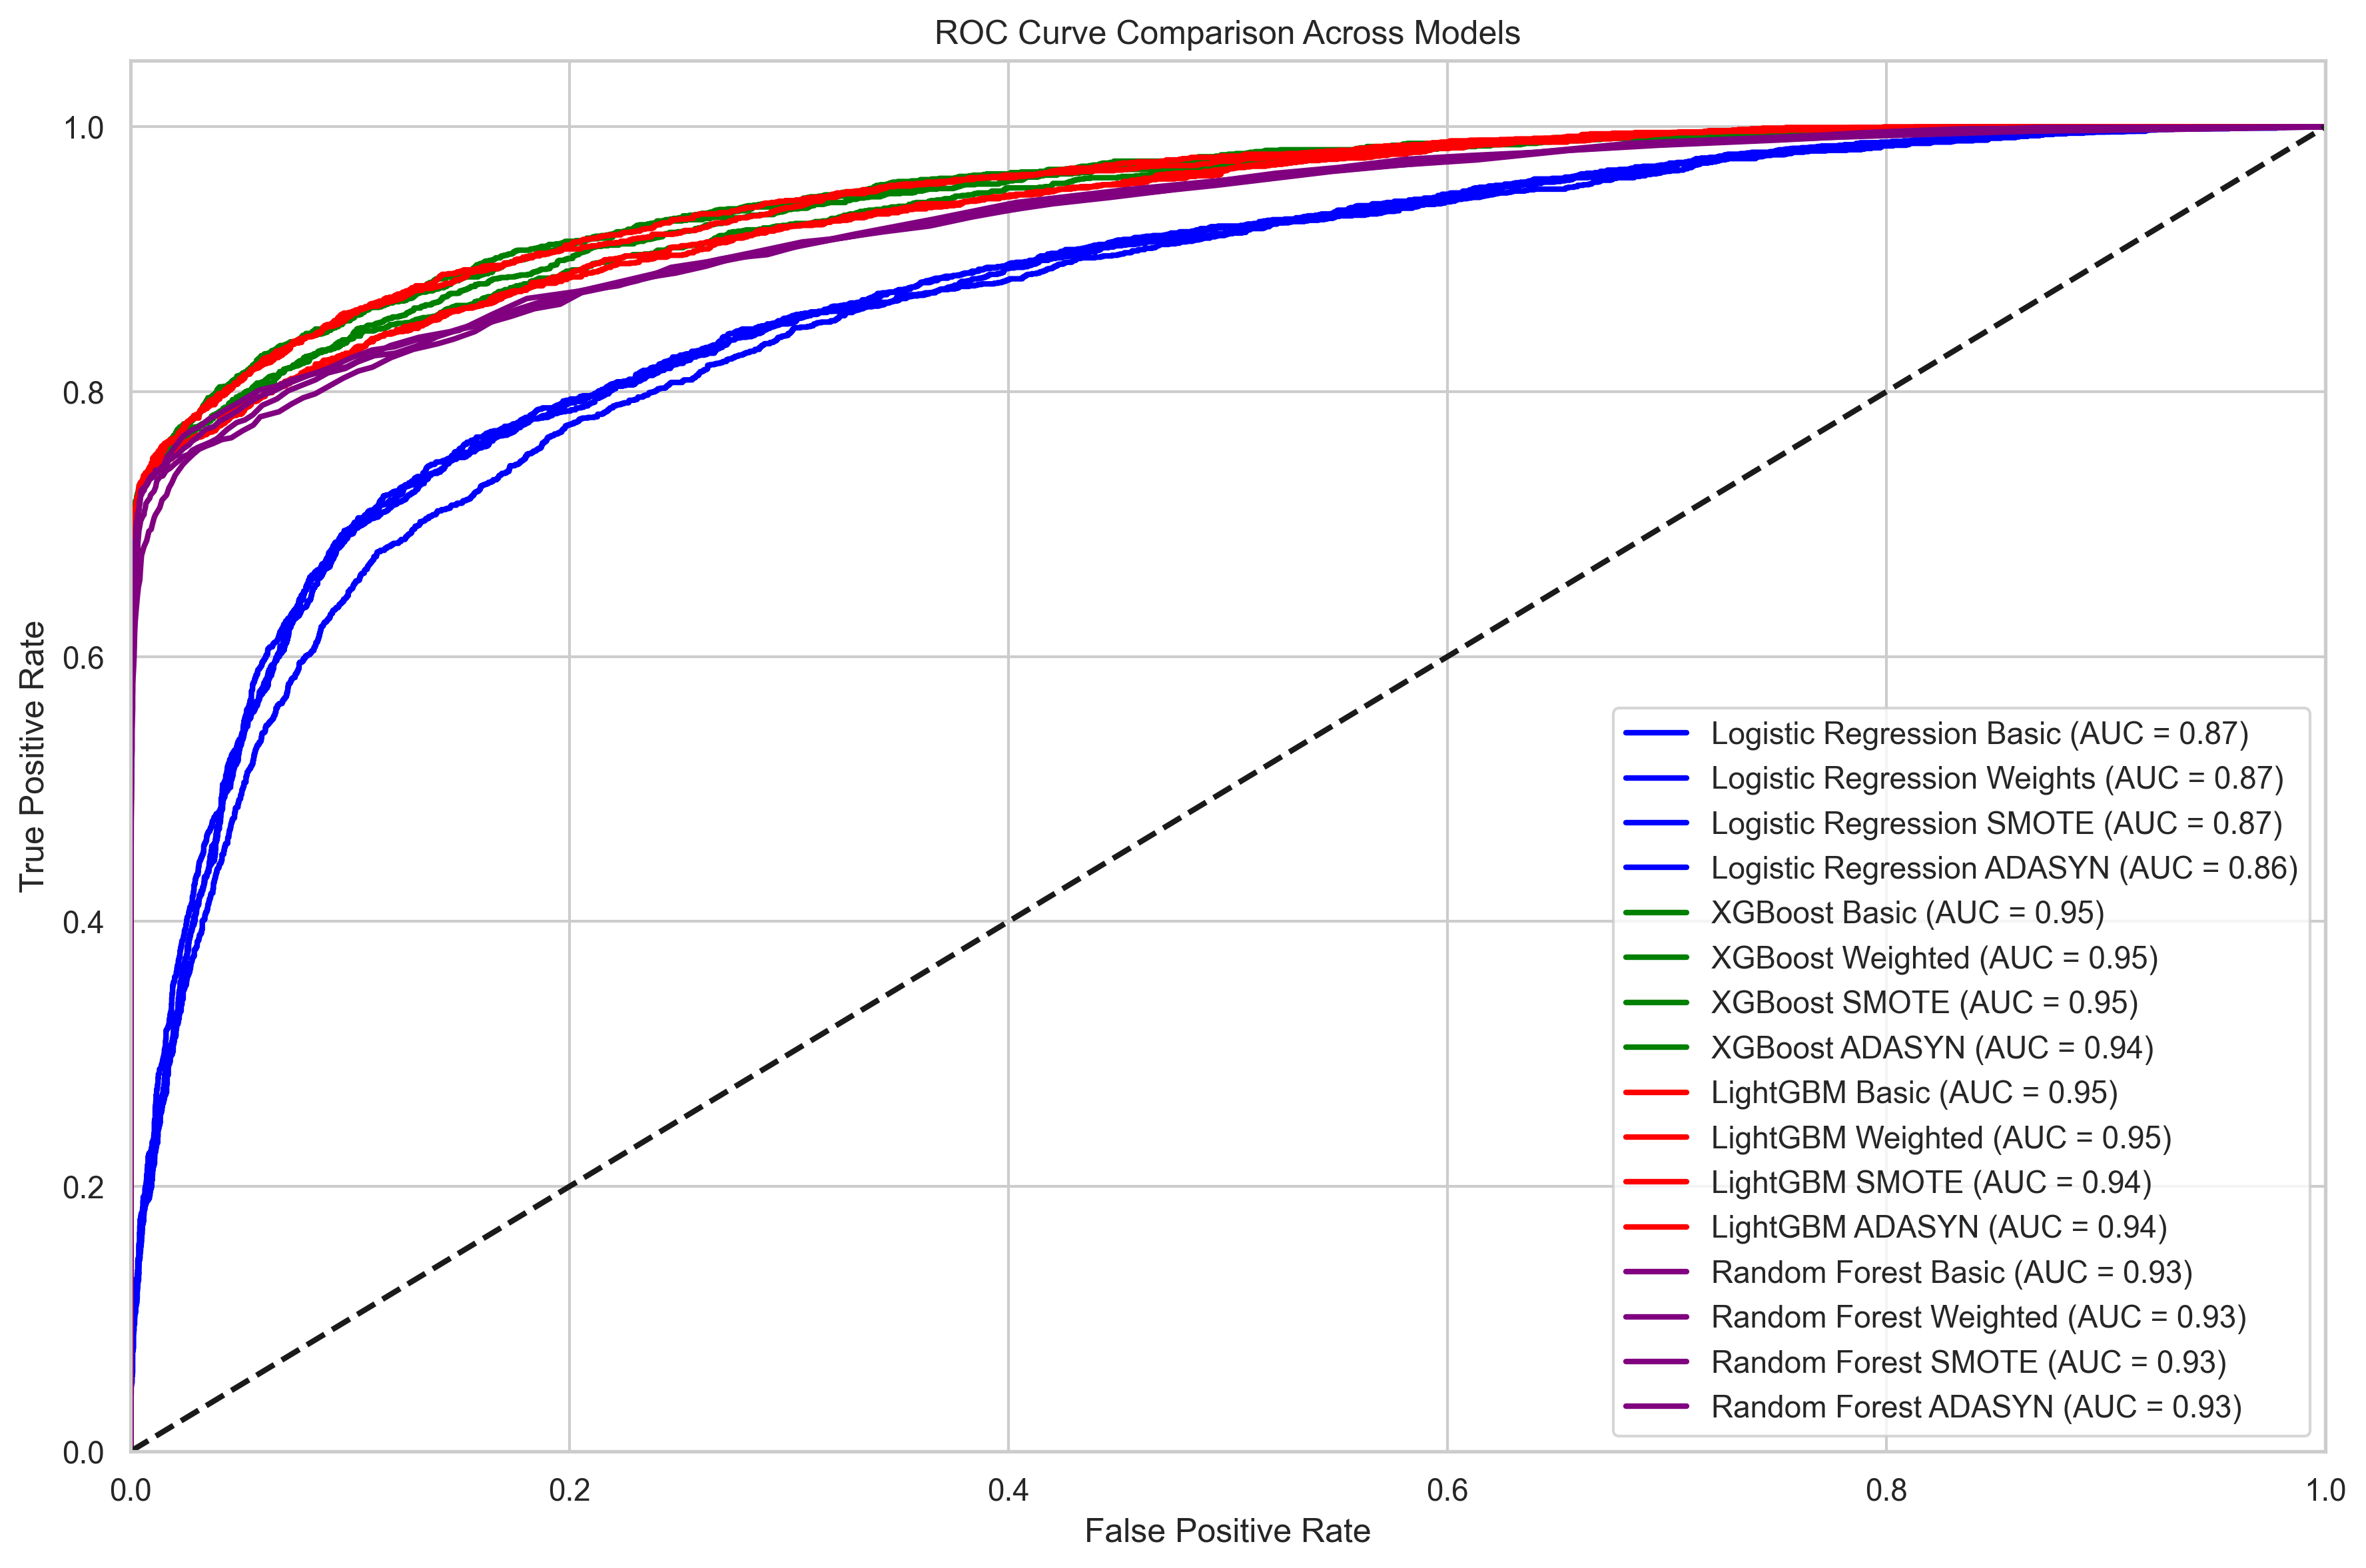 ROC Curve Comparison Across Models
True Positive Rate
1.0
0.8
0.6
0.4
0.2
0.0
0.0 0.2 0.4 0.6 0.8 1.0
False Positive Rate
Logistic Regression Basic (AUC = 0.87)
Logistic Regression Weights (AUC = 0.87)
Logistic Regression SMOTE (AUC = 0.87)
Logistic Regression ADASYN (AUC = 0.86)
XGBoost Basic (AUC = 0.95)
XGBoost Weighted (AUC = 0.95)
XGBoost SMOTE (AUC = 0.95)
XGBoost ADASYN (AUC = 0.94)
LightGBM Basic (AUC = 0.95)
LightGBM Weighted (AUC = 0.95)
LightGBM SMOTE (AUC = 0.94)
LightGBM ADASYN (AUC = 0.94)
Random Forest Basic (AUC = 0.93)
Random Forest Weighted (AUC = 0.93)
Random Forest SMOTE (AUC = 0.93)
Random Forest ADASYN (AUC = 0.93)